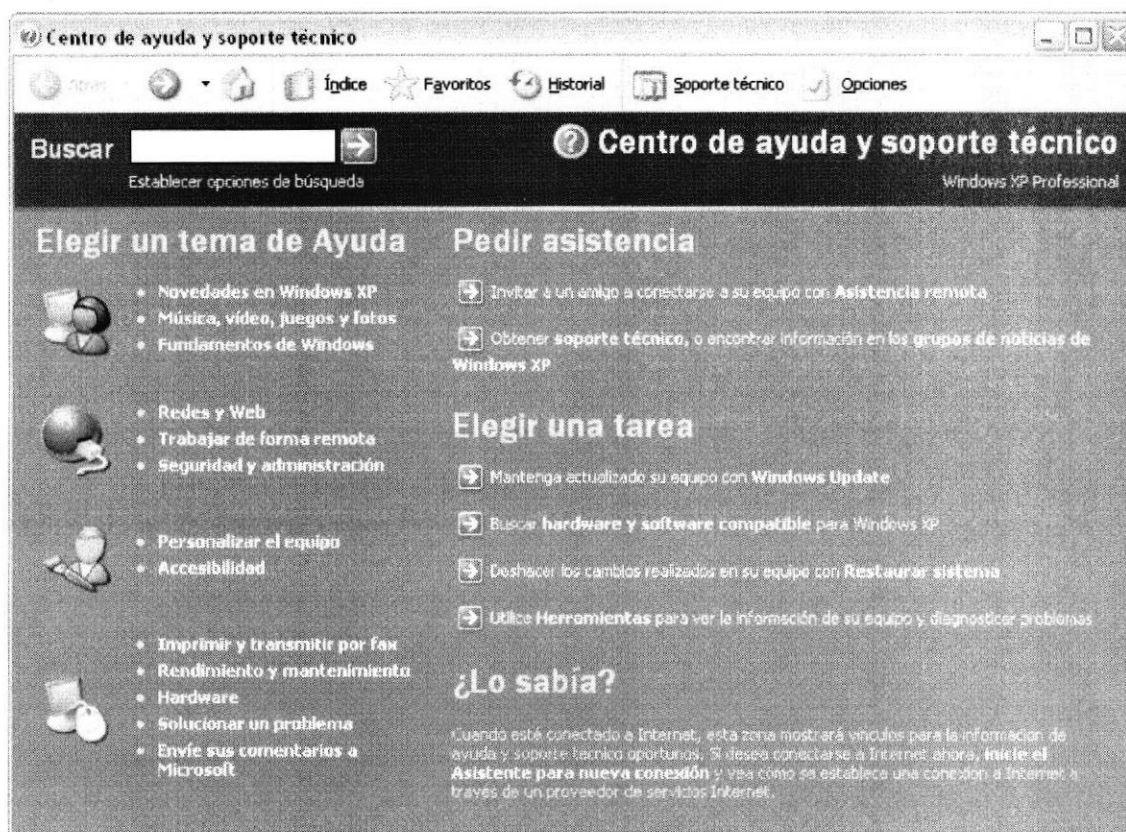 Centro de ayuda y soporte técnico
Atrás
Índice
Favoritos
Historial
Soporte técnico
Opciones
Buscar
Establecer opciones de búsqueda
Centro de ayuda y soporte técnico
Windows XP Professional
Elegir un tema de Ayuda
• Novedades en Windows XP
• Música, vídeo, juegos y fotos
• Fundamentos de Windows
• Redes y Web
• Trabajar de forma remota
• Seguridad y administración
• Personalizar el equipo
• Accesibilidad
• Imprimir y transmitir por fax
• Rendimiento y mantenimiento
• Hardware
• Solucionar un problema
• Envíe sus comentarios a
Microsoft
Pedir asistencia
Invitar a un amigo a conectarse a su equipo con Asistencia remota
Obtener soporte técnico, o encontrar información en los grupos de noticias de
Windows XP
Elegir una tarea
Mantenga actualizado su equipo con Windows Update
Buscar hardware y software compatible para Windows XP
Deshacer los cambios realizados en su equipo con Restaurar sistema
Utilice Herramientas para ver la información de su equipo y diagnosticar problemas
¿Lo sabía?
Cuando esté conectado a Internet, esta zona mostrará vínculos para la información de
ayuda y soporte técnico oportunos. Si desea conectarse a Internet ahora, inicie el
Asistente para nueva conexión y vea cómo se establece una conexión a Internet a
través de un proveedor de servicios Internet.